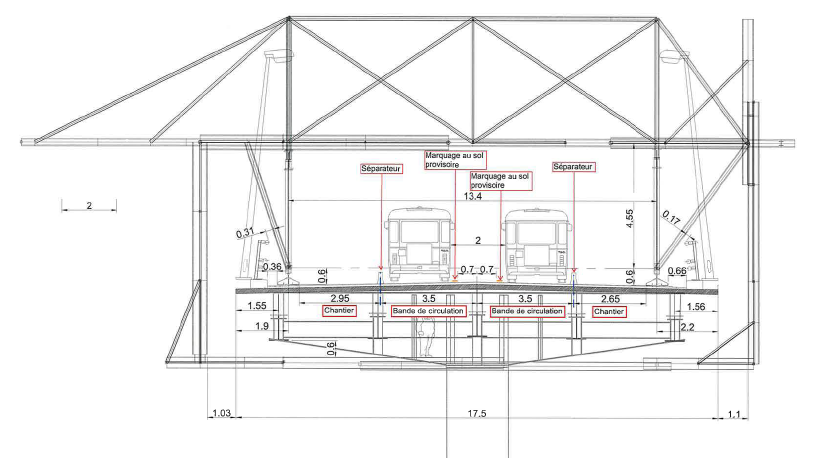 Marquage au sol
provisoire
Séparateur
Marquage au sol
provisoire
Séparateur
13.4
2
0.31
0.17
4.55
2
0.36
0.6
0.7
0.7
0.6
0.66
2.95
3.5
3.5
2.65
1.55
Chantier
Bande de circulation
Bande de circulation
Chantier
1.56
1.9
2.2
0.6
1.03
17.5
1.1